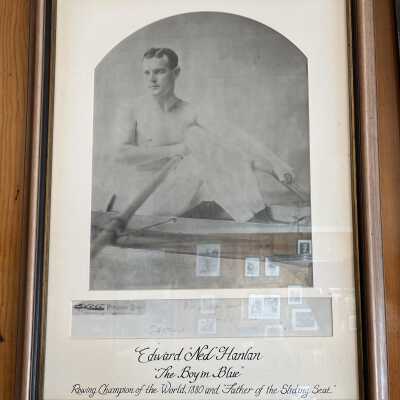 Edward 'Ned' Hanlan
"The Boy in Blue"
Rowing Champion of the World, 1880 and "Father of the Sliding Seat"